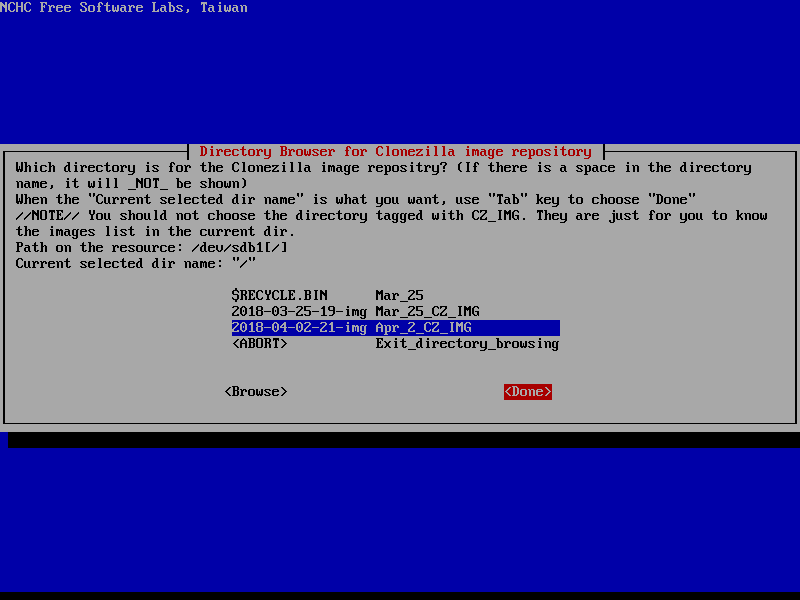 NCHC Free Software Labs, Taiwan
Directory Browser for Clonezilla image repository
Which directory is for the Clonezilla image repositry? (If there is a space in the directory
name, it will _NOT_ be shown)
When the "Current selected dir name" is what you want, use "Tab" key to choose "Done"
//NOTE// You should not choose the directory tagged with CZ_IMG. They are just for you to know
the images list in the current dir.
Path on the resource: /dev/sdb1[/]
Current selected dir name: "/"
$RECYCLE.BIN Mar_25
2018-03-25-19-img Mar_25_CZ_IMG
2018-04-02-21-img Apr_2_CZ_IMG
<ABORT> Exit_directory_browsing
<Browse> <Done>